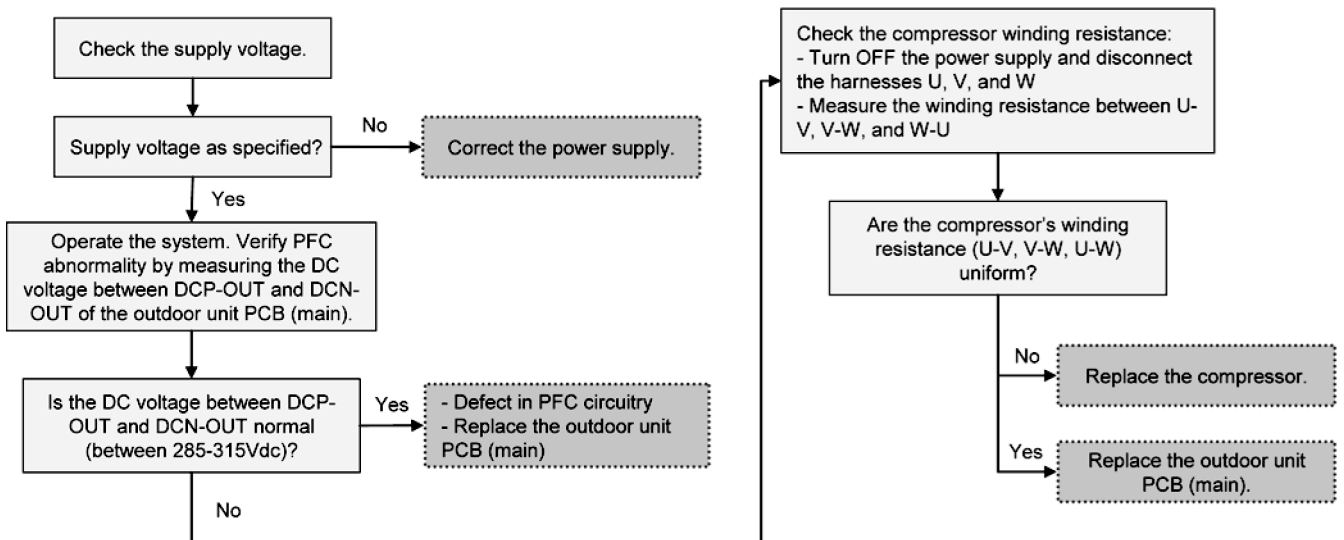 Check the supply voltage.
Supply voltage as specified?
No
Correct the power supply.
Yes
Operate the system. Verify PFC
abnormality by measuring the DC
voltage between DCP-OUT and DCN-
OUT of the outdoor unit PCB (main).
Is the DC voltage between DCP-
OUT and DCN-OUT normal
(between 285-315Vdc)?
Yes
- Defect in PFC circuitry
- Replace the outdoor unit
PCB (main)
No
Check the compressor winding resistance:
- Turn OFF the power supply and disconnect
the harnesses U, V, and W
- Measure the winding resistance between U-
V, V-W, and W-U
Are the compressor's winding
resistance (U-V, V-W, U-W)
uniform?
No
Replace the compressor.
Yes
Replace the outdoor unit
PCB (main).